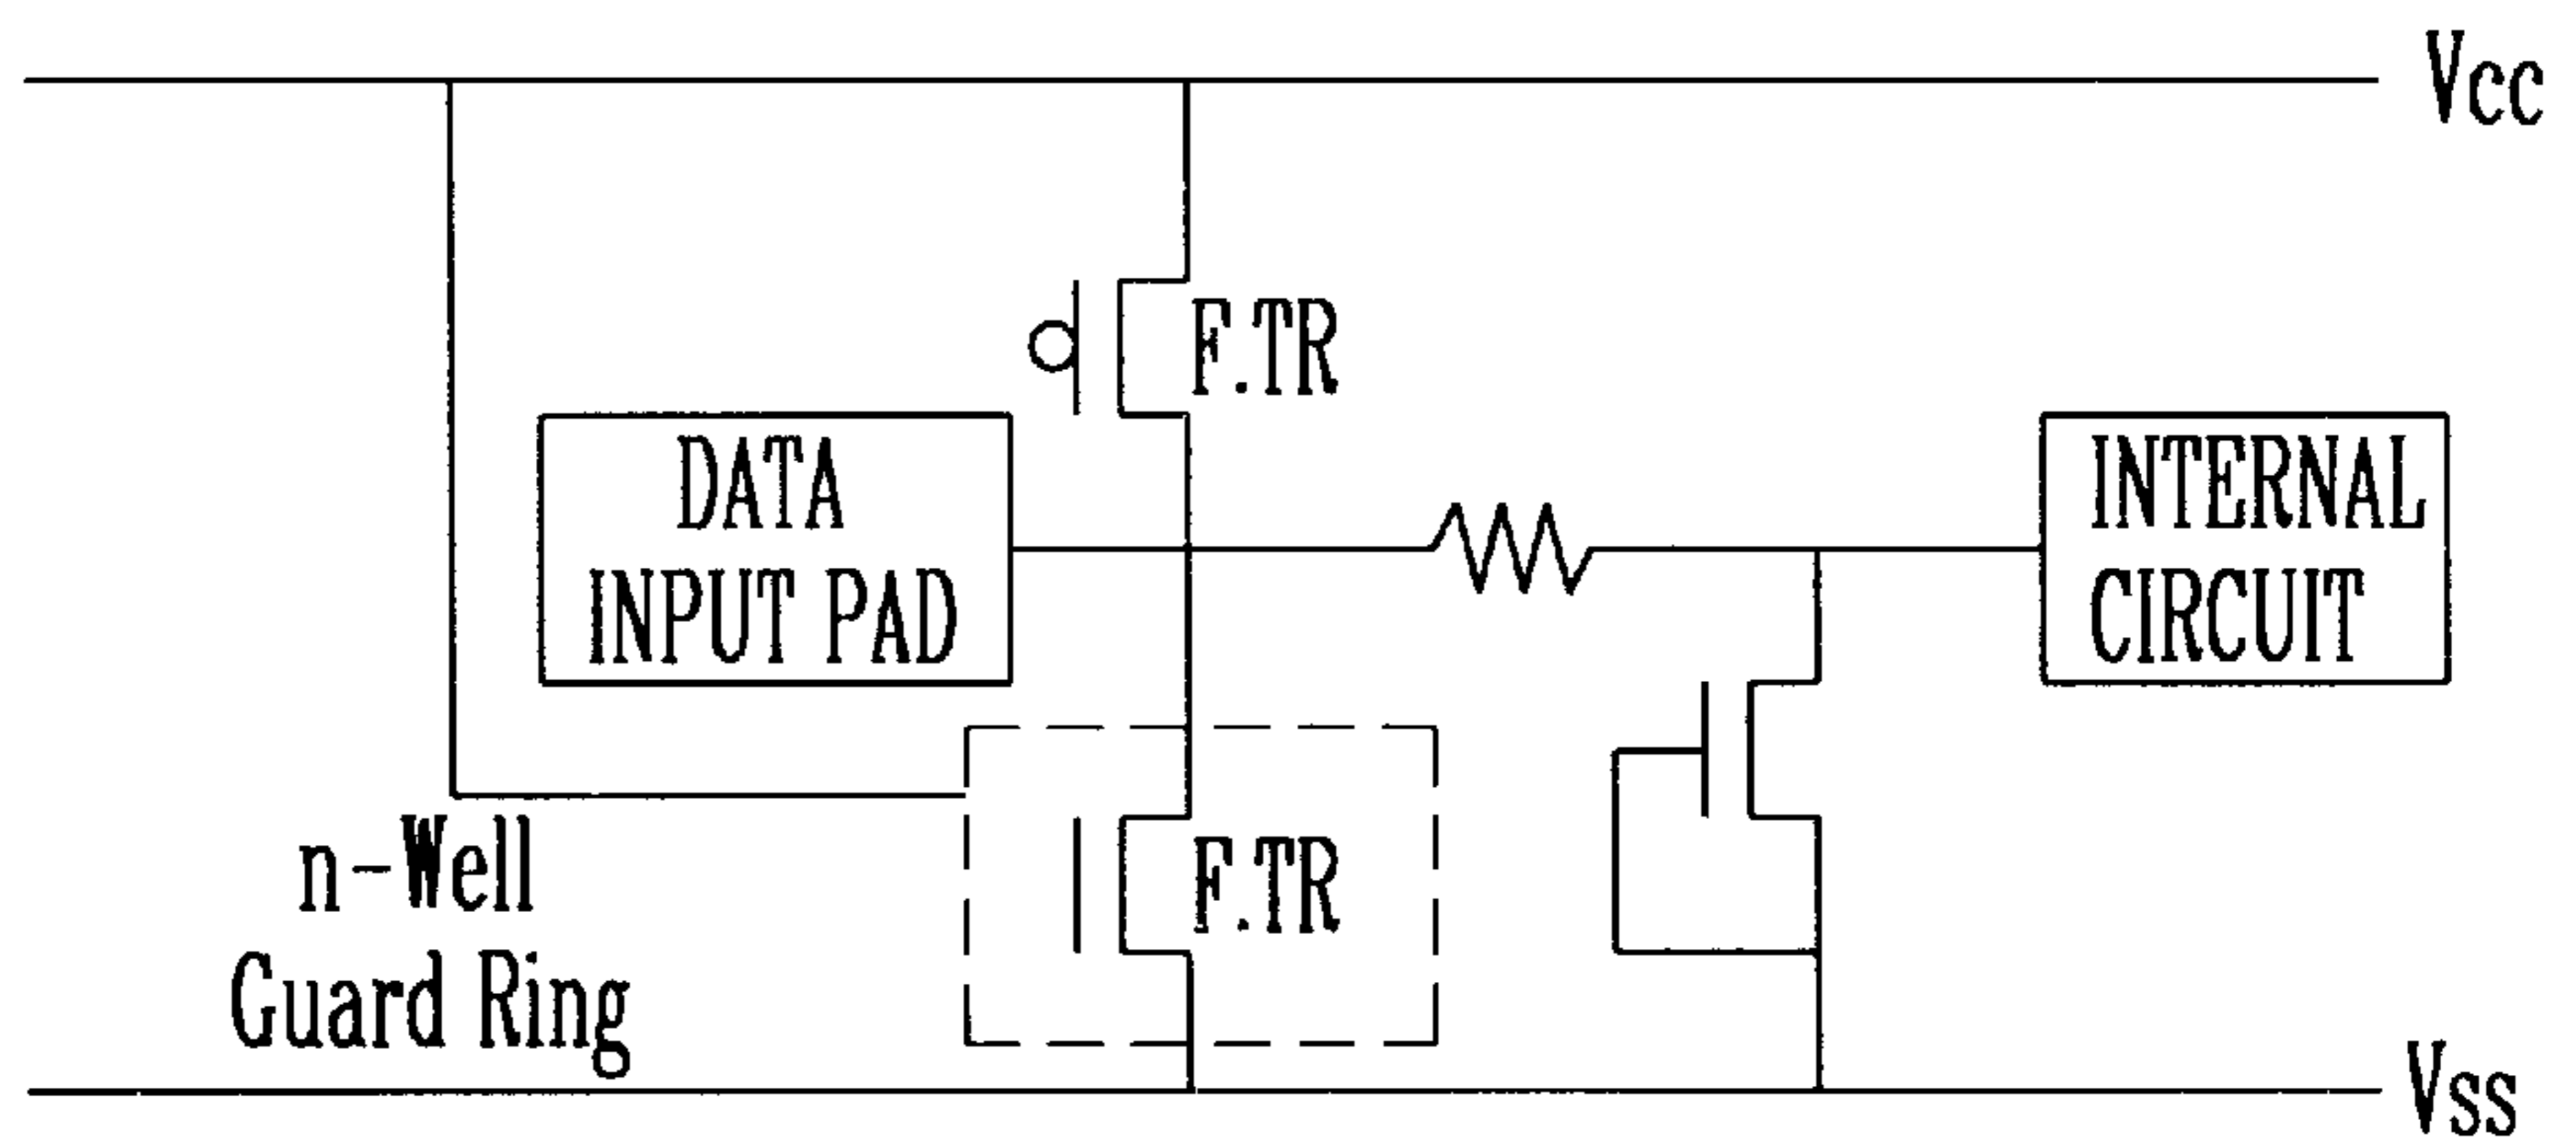 Vcc
F.TR
DATA
INPUT PAD
INTERNAL
CIRCUIT
n-Well
Guard Ring
F.TR
Vss